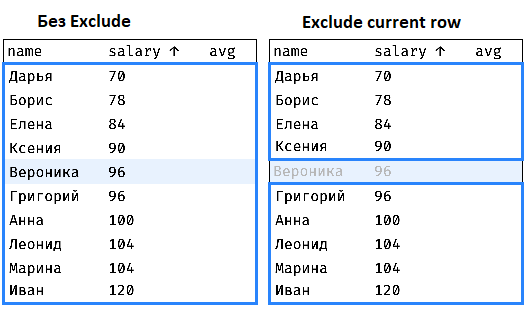 Без Exclude
name salary ↑ avg
Дарья 70
Борис 78
Елена 84
Ксения 90
Вероника 96
Григорий 96
Анна 100
Леонид 104
Марина 104
Иван 120
Exclude current row
name salary ↑ avg
Дарья 70
Борис 78
Елена 84
Ксения 90
Вероника 96
Григорий 96
Анна 100
Леонид 104
Марина 104
Иван 120